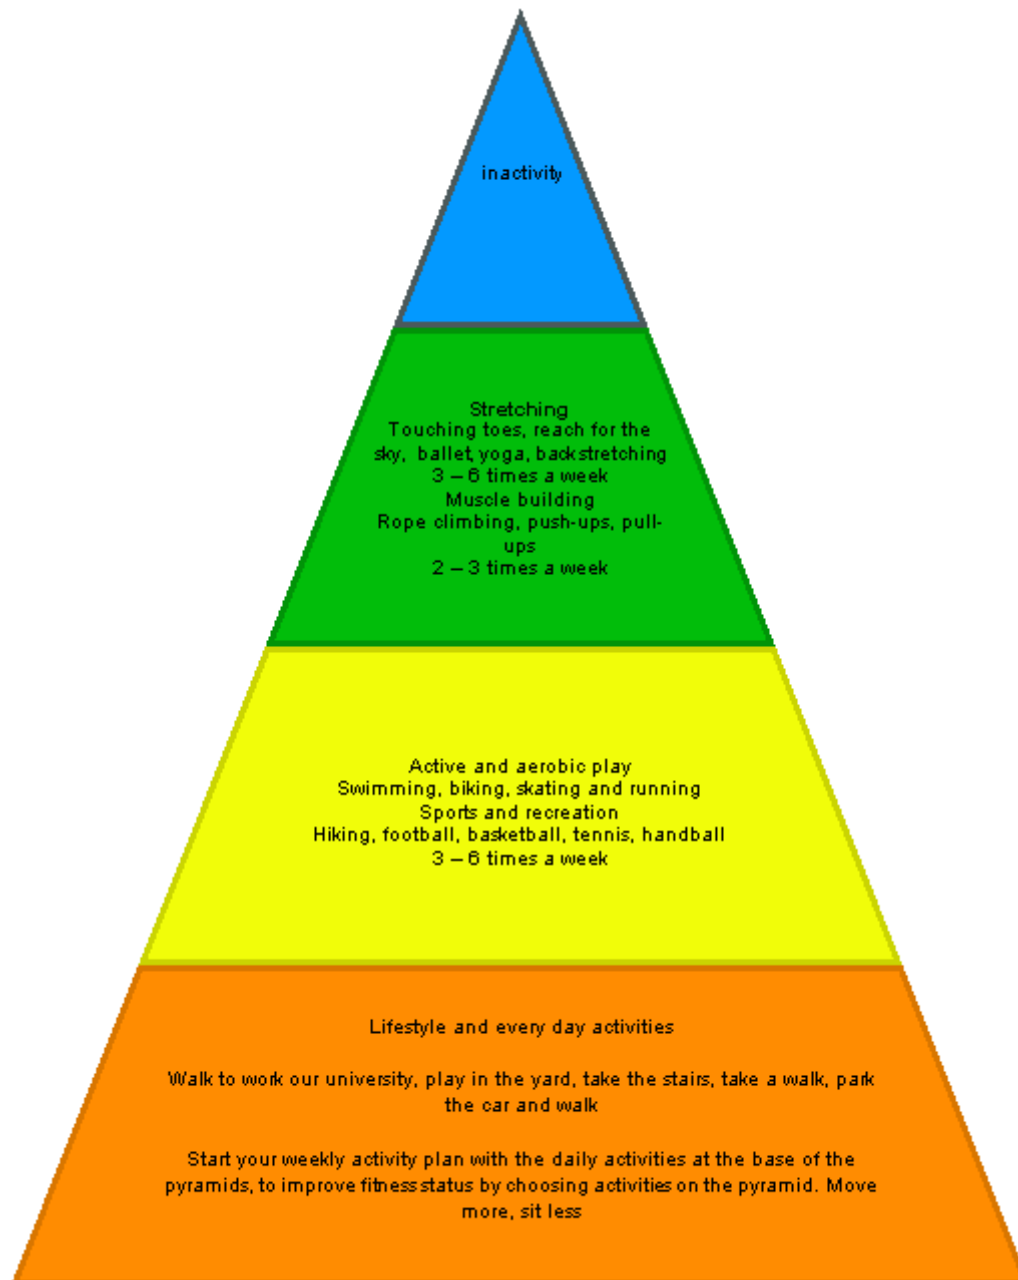 inactivity
Stretching
Touching toes, reach for the
sky, ballet, yoga, back stretching
3 – 6 times a week
Muscle building
Rope climbing, push-ups, pull-
ups
2 – 3 times a week
Active and aerobic play
Swimming, biking, skating and running
Sports and recreation
Hiking, football, basketball, tennis, handball
3 – 6 times a week
Lifestyle and every day activities
Walk to work our university, play in the yard, take the stairs, take a walk, park
the car and walk
Start your weekly activity plan with the daily activities at the base of the
pyramids, to improve fitness status by choosing activities on the pyramid. Move
more, sit less